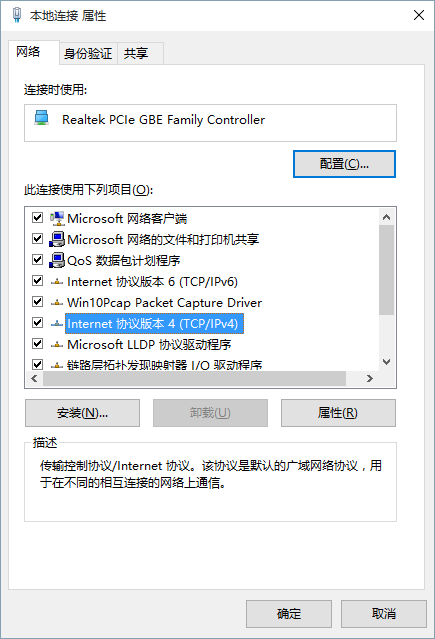 本地连接 属性
网络
身份验证
共享
连接时使用:
Realtek PCIe GBE Family Controller
配置(C)...
此连接使用下列项目(O):
Microsoft 网络客户端
Microsoft 网络的文件和打印机共享
QoS 数据包计划程序
Internet 协议版本 6 (TCP/IPv6)
Win10Pcap Packet Capture Driver
Internet 协议版本 4 (TCP/IPv4)
Microsoft LLDP 协议驱动程序
链路层拓扑发现映射器 I/O 驱动程序
安装(N)...
卸载(U)
属性(R)
描述
传输控制协议/Internet 协议。该协议是默认的广域网络协议，用
于在不同的相互连接的网络上通信。
确定
取消